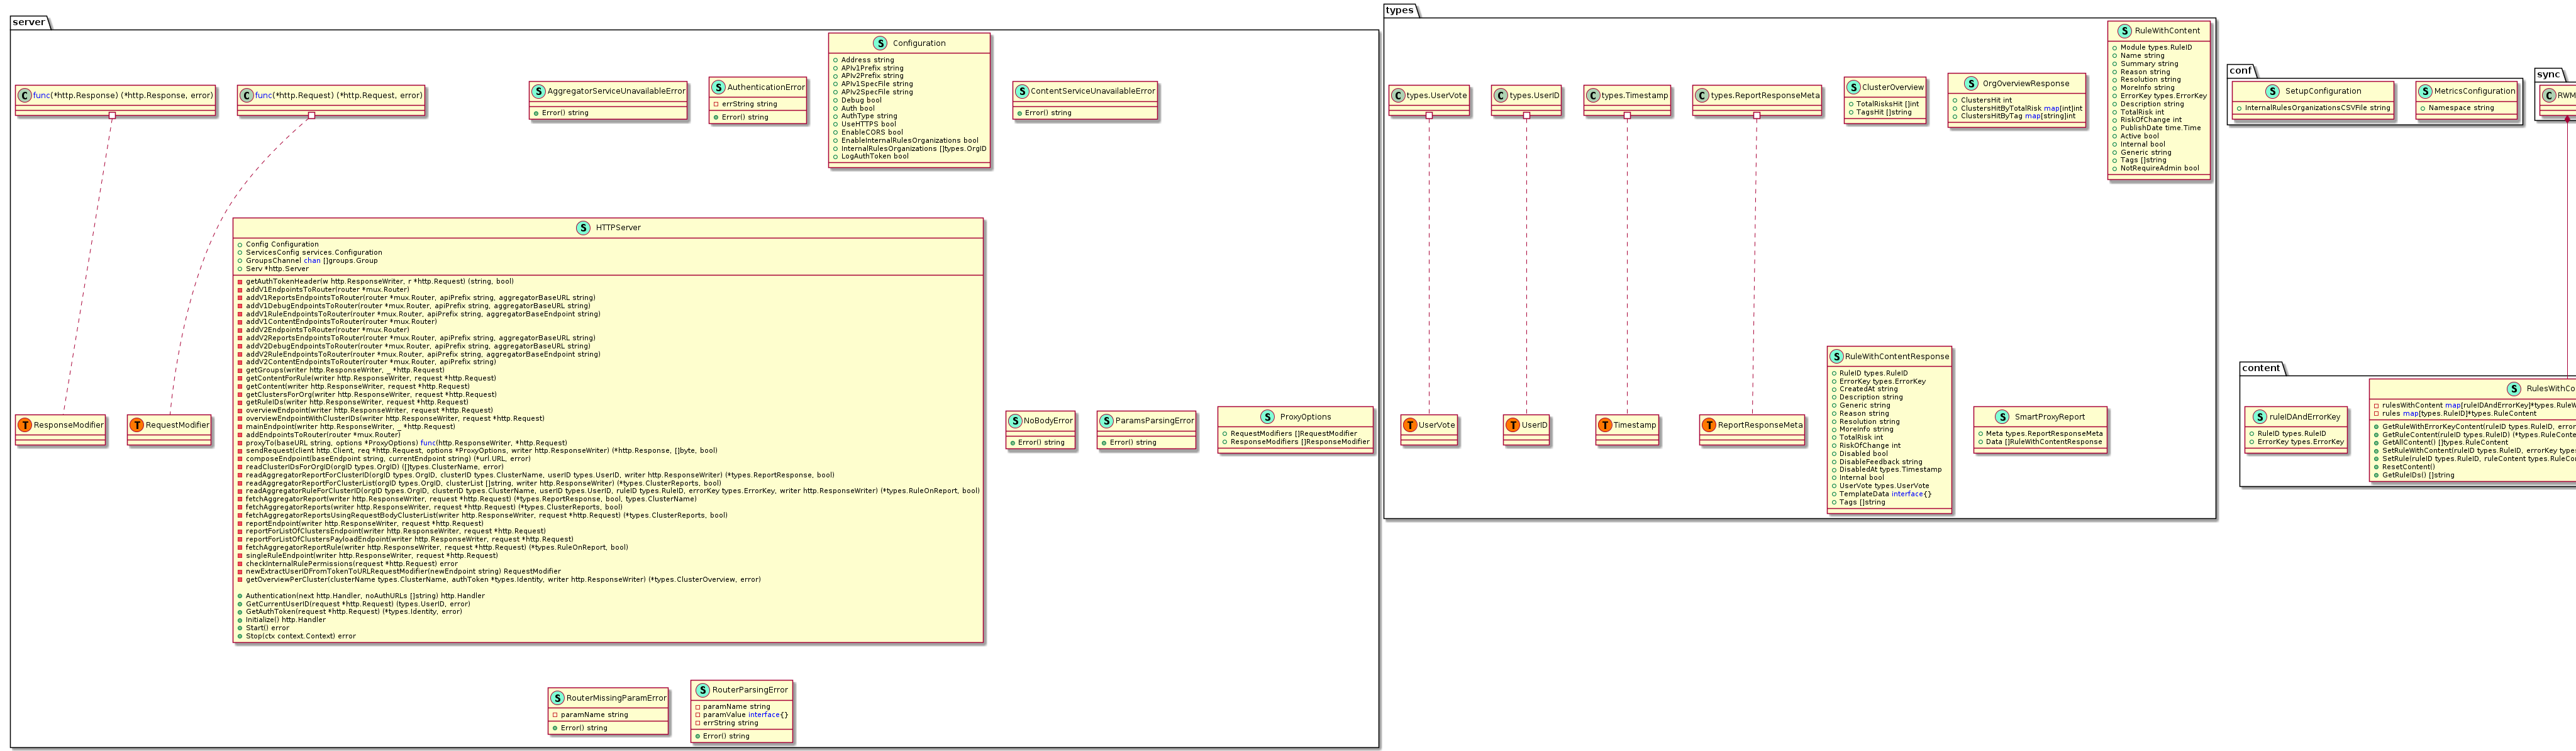 server
C func(*http.Response) (*http.Response, error)
C func(*http.Request) (*http.Request, error)
S AggregatorServiceUnavailableError
Error() string
S AuthenticationError
errString string
Error() string
S Configuration
Address string
APIv1Prefix string
APIv2Prefix string
APIv1SpecFile string
APIv2SpecFile string
Debug bool
Auth bool
AuthType string
UseHTTPS bool
EnableCORS bool
EnableInternalRulesOrganizations bool
InternalRulesOrganizations []types.OrgID
LogAuthToken bool
S ContentServiceUnavailableError
Error() string
S HTTPServer
Config Configuration
ServicesConfig services.Configuration
GroupsChannel chan []groups.Group
Serv *http.Server
getAuthTokenHeader(w http.ResponseWriter, r *http.Request) (string, bool)
addV1EndpointsToRouter(router *mux.Router)
addV1ReportsEndpointsToRouter(router *mux.Router, apiPrefix string, aggregatorBaseURL string)
addV1DebugEndpointsToRouter(router *mux.Router, apiPrefix string, aggregatorBaseURL string)
addV1RuleEndpointsToRouter(router *mux.Router, apiPrefix string, aggregatorBaseEndpoint string)
addV1ContentEndpointsToRouter(router *mux.Router)
addV2EndpointsToRouter(router *mux.Router)
addV2ReportsEndpointsToRouter(router *mux.Router, apiPrefix string, aggregatorBaseURL string)
addV2DebugEndpointsToRouter(router *mux.Router, apiPrefix string, aggregatorBaseURL string)
addV2RuleEndpointsToRouter(router *mux.Router, apiPrefix string, aggregatorBaseEndpoint string)
addV2ContentEndpointsToRouter(router *mux.Router, apiPrefix string)
getGroups(writer http.ResponseWriter, _ *http.Request)
getContentForRule(writer http.ResponseWriter, request *http.Request)
getContent(writer http.ResponseWriter, request *http.Request)
getClustersForOrg(writer http.ResponseWriter, request *http.Request)
getRuleIDs(writer http.ResponseWriter, request *http.Request)
overviewEndpoint(writer http.ResponseWriter, request *http.Request)
overviewEndpointWithClusterIDs(writer http.ResponseWriter, request *http.Request)
mainEndpoint(writer http.ResponseWriter, _ *http.Request)
addEndpointsToRouter(router *mux.Router)
proxyTo(baseURL string, options *ProxyOptions) func(http.ResponseWriter, *http.Request)
sendRequest(client http.Client, req *http.Request, options *ProxyOptions, writer http.ResponseWriter) (*http.Response, []byte, bool)
composeEndpoint(baseEndpoint string, currentEndpoint string) (*url.URL, error)
readClusterIDsForOrgID(orgID types.OrgID) ([]types.ClusterName, error)
readAggregatorReportForClusterID(orgID types.OrgID, clusterID types.ClusterName, userID types.UserID, writer http.ResponseWriter) (*types.ReportResponse, bool)
readAggregatorReportForClusterList(orgID types.OrgID, clusterList []string, writer http.ResponseWriter) (*types.ClusterReports, bool)
readAggregatorRuleForClusterID(orgID types.OrgID, clusterID types.ClusterName, userID types.UserID, ruleID types.RuleID, errorKey types.ErrorKey, writer http.ResponseWriter) (*types.RuleOnReport, bool)
fetchAggregatorReport(writer http.ResponseWriter, request *http.Request) (*types.ReportResponse, bool, types.ClusterName)
fetchAggregatorReports(writer http.ResponseWriter, request *http.Request) (*types.ClusterReports, bool)
fetchAggregatorReportsUsingRequestBodyClusterList(writer http.ResponseWriter, request *http.Request) (*types.ClusterReports, bool)
reportEndpoint(writer http.ResponseWriter, request *http.Request)
reportForListOfClustersEndpoint(writer http.ResponseWriter, request *http.Request)
reportForListOfClustersPayloadEndpoint(writer http.ResponseWriter, request *http.Request)
fetchAggregatorReportRule(writer http.ResponseWriter, request *http.Request) (*types.RuleOnReport, bool)
singleRuleEndpoint(writer http.ResponseWriter, request *http.Request)
checkInternalRulePermissions(request *http.Request) error
newExtractUserIDFromTokenToURLRequestModifier(newEndpoint string) RequestModifier
getOverviewPerCluster(clusterName types.ClusterName, authToken *types.Identity, writer http.ResponseWriter) (*types.ClusterOverview, error)
Authentication(next http.Handler, noAuthURLs []string) http.Handler
GetCurrentUserID(request *http.Request) (types.UserID, error)
GetAuthToken(request *http.Request) (*types.Identity, error)
Initialize() http.Handler
Start() error
Stop(ctx context.Context) error
T ResponseModifier
T RequestModifier
S NoBodyError
Error() string
S ParamsParsingError
Error() string
S ProxyOptions
RequestModifiers []RequestModifier
ResponseModifiers []ResponseModifier
S RouterMissingParamError
paramName string
Error() string
S RouterParsingError
paramName string
paramValue interface{}
errString string
Error() string
types
C types.UserVote
C types.UserID
C types.Timestamp
C types.ReportResponseMeta
S ClusterOverview
TotalRisksHit []int
TagsHit []string
S OrgOverviewResponse
ClustersHit int
ClustersHitByTotalRisk map[int]int
ClustersHitByTag map[string]int
S RuleWithContent
Module types.RuleID
Name string
Summary string
Reason string
Resolution string
MoreInfo string
ErrorKey types.ErrorKey
Description string
TotalRisk int
RiskOfChange int
PublishDate time.Time
Active bool
Internal bool
Generic string
Tags []string
NotRequireAdmin bool
T UserVote
T UserID
T Timestamp
T ReportResponseMeta
S RuleWithContentResponse
RuleID types.RuleID
ErrorKey types.ErrorKey
CreatedAt string
Description string
Generic string
Reason string
Resolution string
MoreInfo string
TotalRisk int
RiskOfChange int
Disabled bool
DisableFeedback string
DisabledAt types.Timestamp
Internal bool
UserVote types.UserVote
TemplateData interface{}
Tags []string
S SmartProxyReport
Meta types.ReportResponseMeta
Data []RuleWithContentResponse
conf
S SetupConfiguration
InternalRulesOrganizationsCSVFile string
S MetricsConfiguration
Namespace string
sync
C RWM
content
S ruleIDAndErrorKey
RuleID types.RuleID
ErrorKey types.ErrorKey
S RulesWithCo
rulesWithContent map[ruleIDAndErrorKey]*types.RuleW
rules map[types.RuleID]*types.RuleContent
GetRuleWithErrorKeyContent(ruleID types.RuleID, error
GetRuleContent(ruleID types.RuleID) (*types.RuleConte
GetAllContent() []types.RuleContent
SetRuleWithContent(ruleID types.RuleID, errorKey types
SetRule(ruleID types.RuleID, ruleContent types.RuleCo
ResetContent()
GetRuleIDs() []string